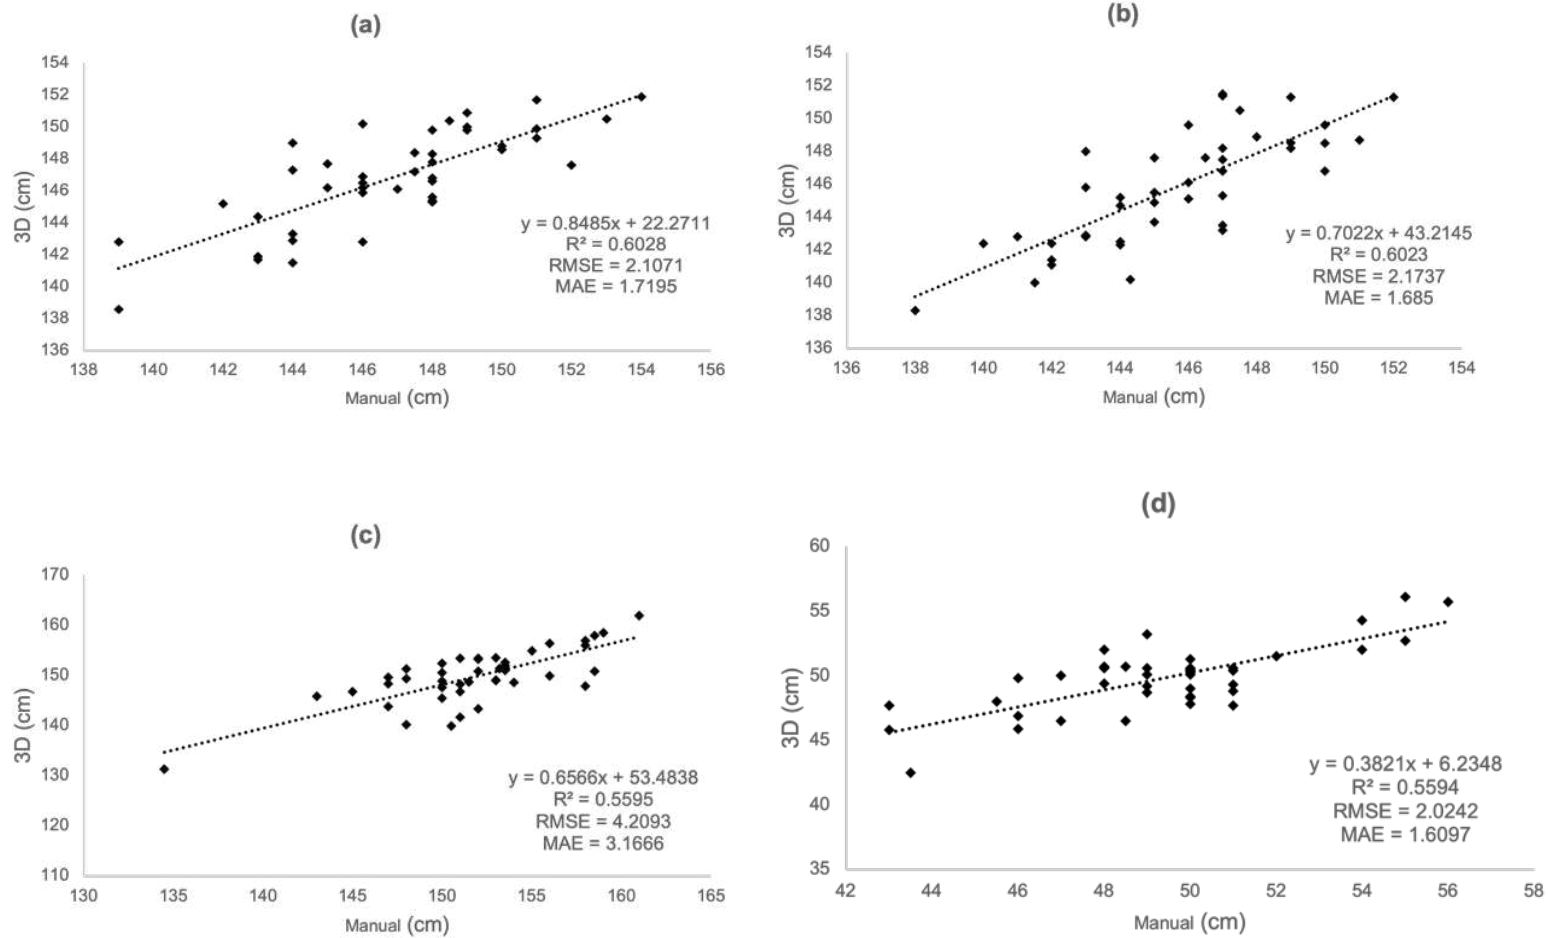 (a)
154
152
150
148
146
144
142
140
138
136
3D (cm)
y = 0.8485x + 22.2711
R² = 0.6028
RMSE = 2.1071
MAE = 1.7195
138 140 142 144 146 148 150 152 154 156
Manual (cm)
(b)
154
152
150
148
146
144
142
140
138
136
3D (cm)
y = 0.7022x + 43.2145
R² = 0.6023
RMSE = 2.1737
MAE = 1.685
136 138 140 142 144 146 148 150 152 154
Manual (cm)
(c)
170
160
150
140
130
120
110
3D (cm)
y = 0.6566x + 53.4838
R² = 0.5595
RMSE = 4.2093
MAE = 3.1666
130 135 140 145 150 155 160 165
Manual (cm)
(d)
60
55
50
45
40
35
3D (cm)
y = 0.3821x + 6.2348
R² = 0.5594
RMSE = 2.0242
MAE = 1.6097
42 44 46 48 50 52 54 56 58
Manual (cm)